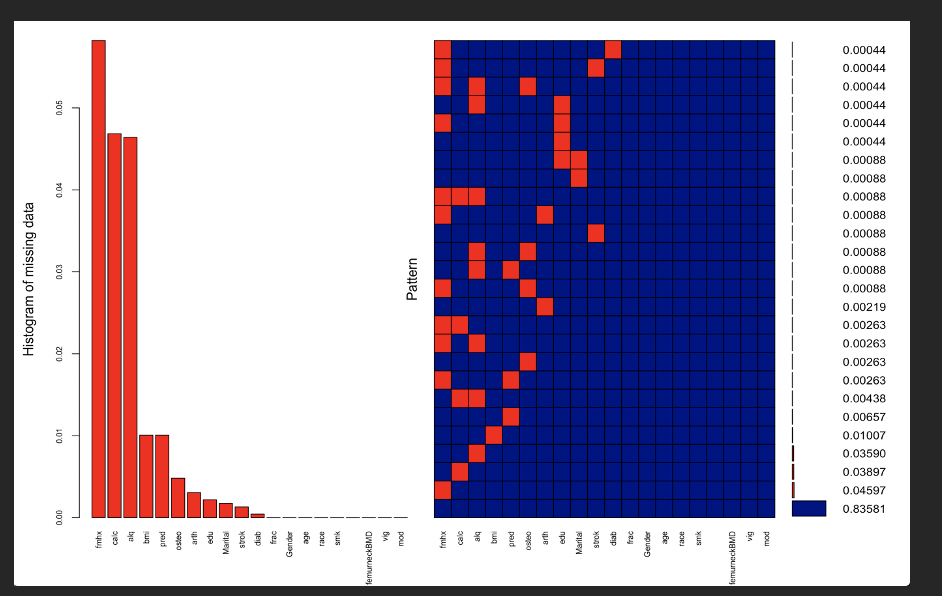 Histogram of missing data
0.05
0.04
0.03
0.02
0.01
0.00
fmhx
calc
alq
bmi
pred
osteo
arth
edu
Marital
strok
diab
frac
Gender
age
race
smk
femurneckBMD
vig
mod
Pattern
fmhx
calc
alq
bmi
pred
osteo
arth
edu
Marital
strok
diab
frac
Gender
age
race
smk
femurneckBMD
vig
mod
0.00044
0.00044
0.00044
0.00044
0.00044
0.00044
0.00088
0.00088
0.00088
0.00088
0.00088
0.00088
0.00088
0.00088
0.00219
0.00263
0.00263
0.00263
0.00263
0.00438
0.00657
0.01007
0.03590
0.03897
0.04597
0.83581